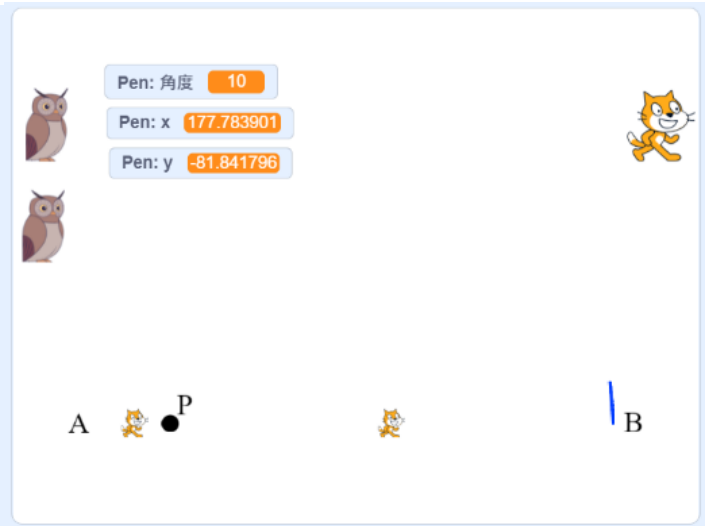 Pen: 角度 10
Pen: x 177.783901
Pen: y -81.841796
P
A
B